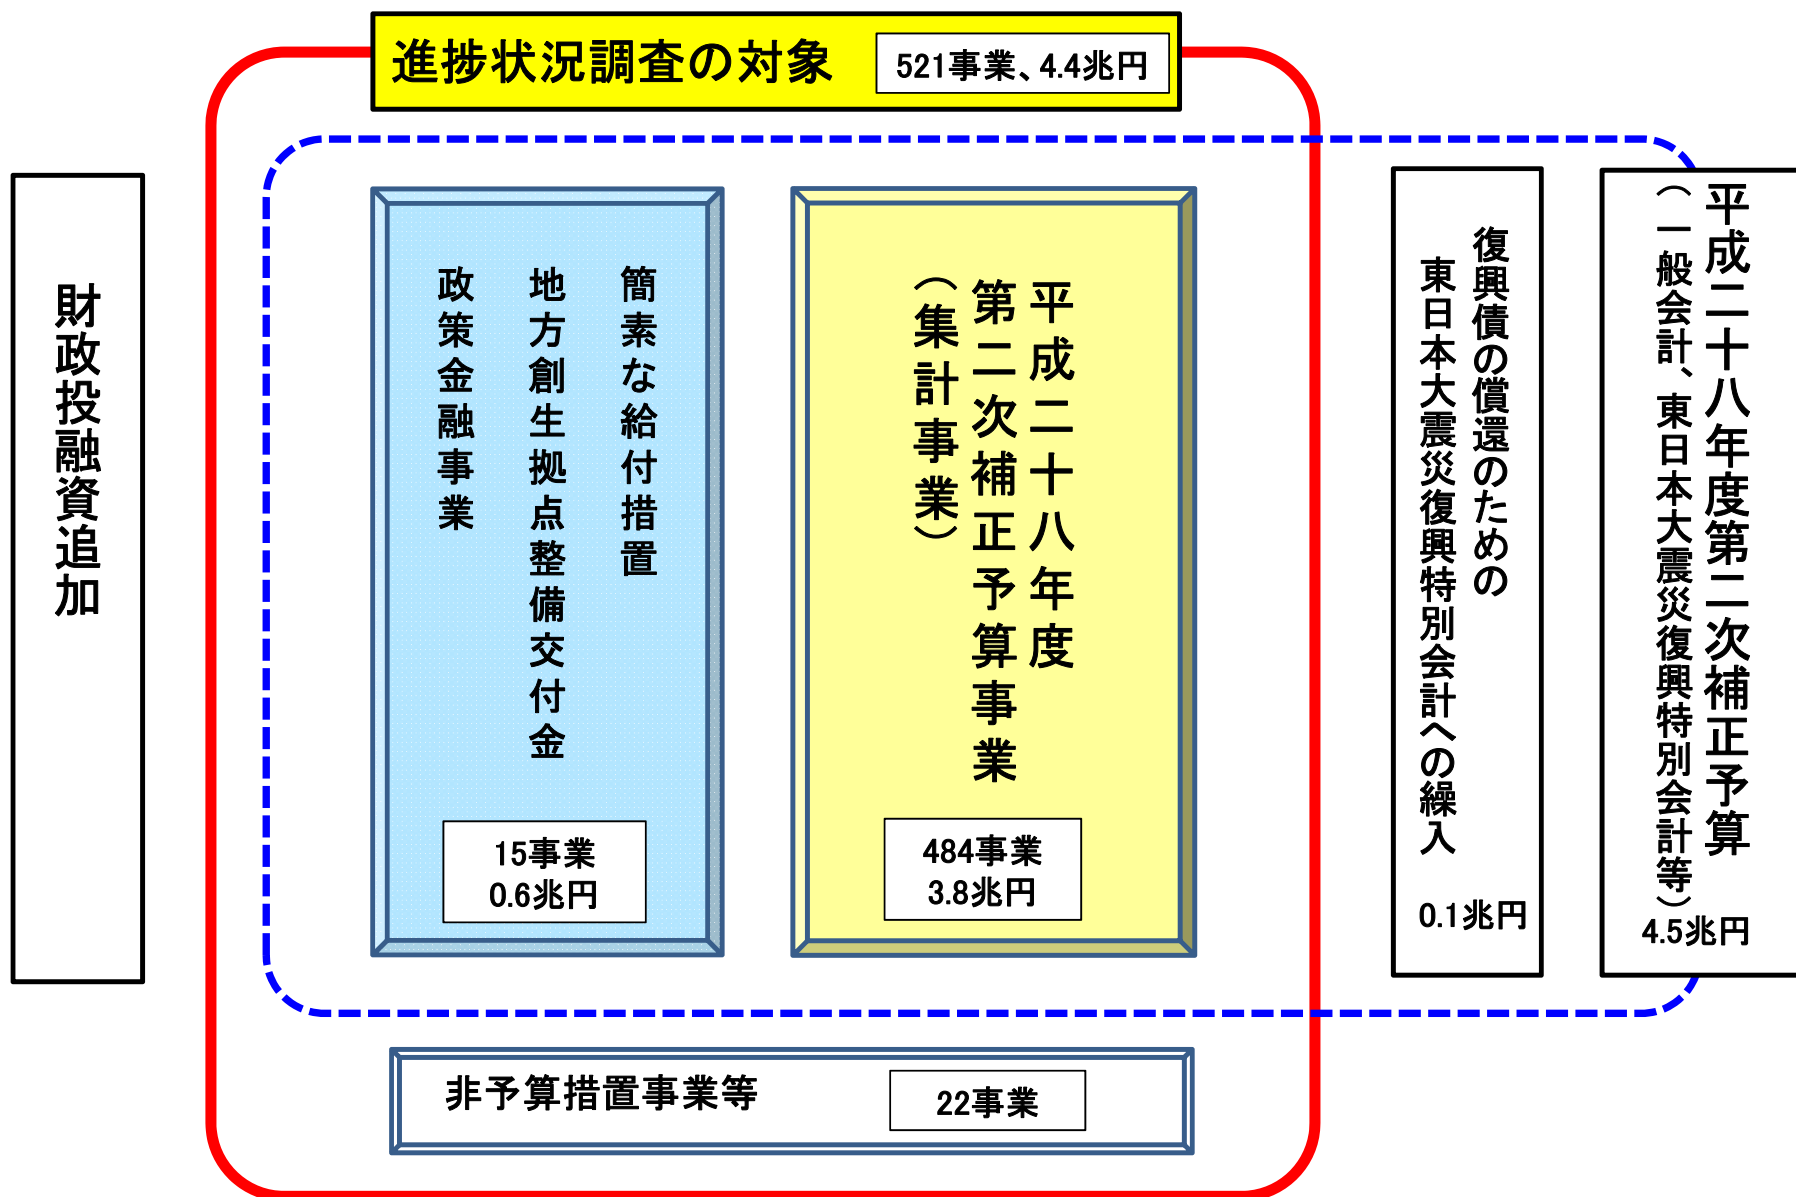 進捗状況調査の対象
521事業、4.4兆円
平成二十八年度第二次補正予算
（一般会計、東日本大震災復興特別会計等）
4.5兆円
復興債の償還のための
東日本大震災復興特別会計への繰入
0.1兆円
平成二十八年度
第二次補正予算事業
（集計事業）
484事業
3.8兆円
簡素な給付措置
地方創生拠点整備交付金
政策金融事業
15事業
0.6兆円
財政投融資追加
非予算措置事業等
22事業